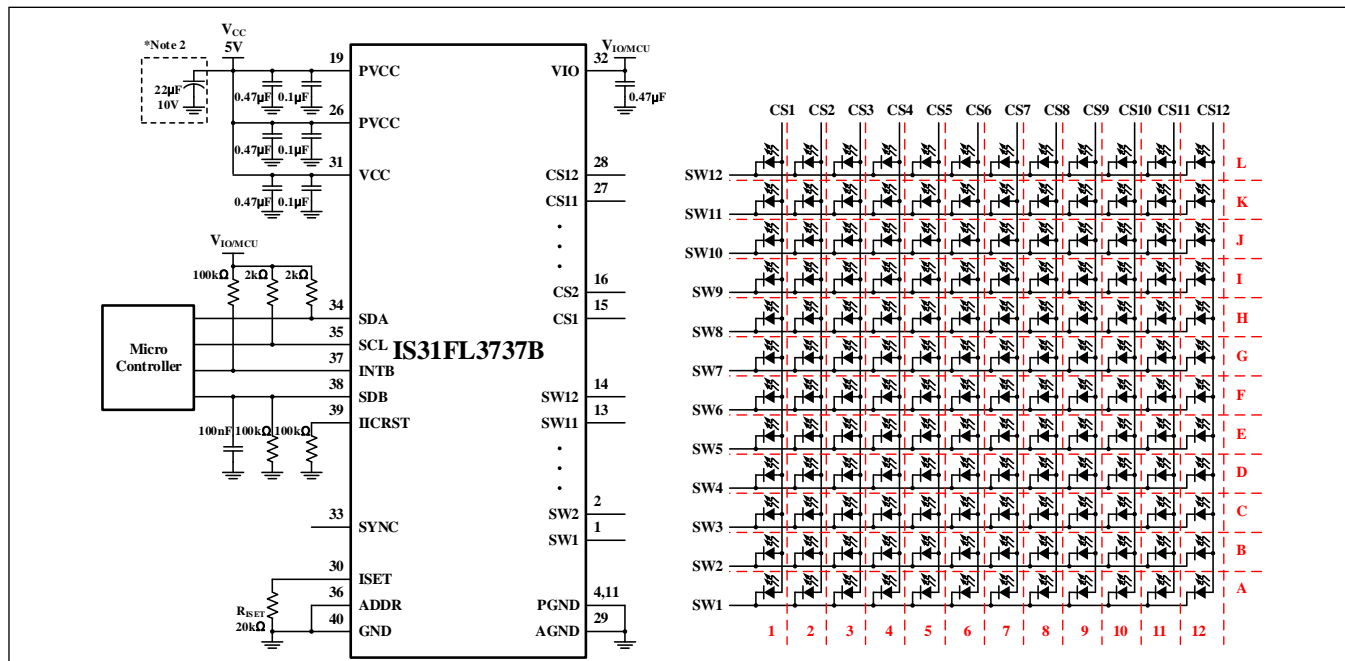 *Note 2
22µF
10V
VCC
5V
0.47µF
0.1µF
0.47µF
0.1µF
0.47µF
0.1µF
19
PVCC
26
PVCC
31
VCC
VIO/MCU
100kΩ
2kΩ
2kΩ
Micro
Controller
34
SDA
35
SCL
37
INTB
38
SDB
39
IICRST
100nF
100kΩ
100kΩ
33
SYNC
30
ISET
36
ADDR
40
GND
RISET
20kΩ
IS31FL3737B
VIO/MCU
32
VIO
0.47µF
28
CS12
27
CS11
16
CS2
15
CS1
14
SW12
13
SW11
2
SW2
1
SW1
4,11
PGND
29
AGND
CS1 CS2 CS3 CS4 CS5 CS6 CS7 CS8 CS9 CS10 CS11 CS12
SW12 L
SW11 K
SW10 J
SW9 I
SW8 H
SW7 G
SW6 F
SW5 E
SW4 D
SW3 C
SW2 B
SW1 A
1 2 3 4 5 6 7 8 9 10 11 12